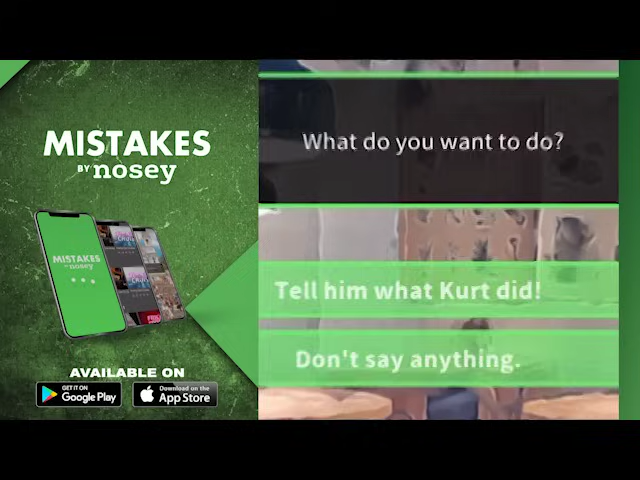 MISTAKES
BY nosey
MISTAKES
AVAILABLE ON
GET IT ON
Google Play
Download on the
App Store
What do you want to do?
Tell him what Kurt did!
Don't say anything.